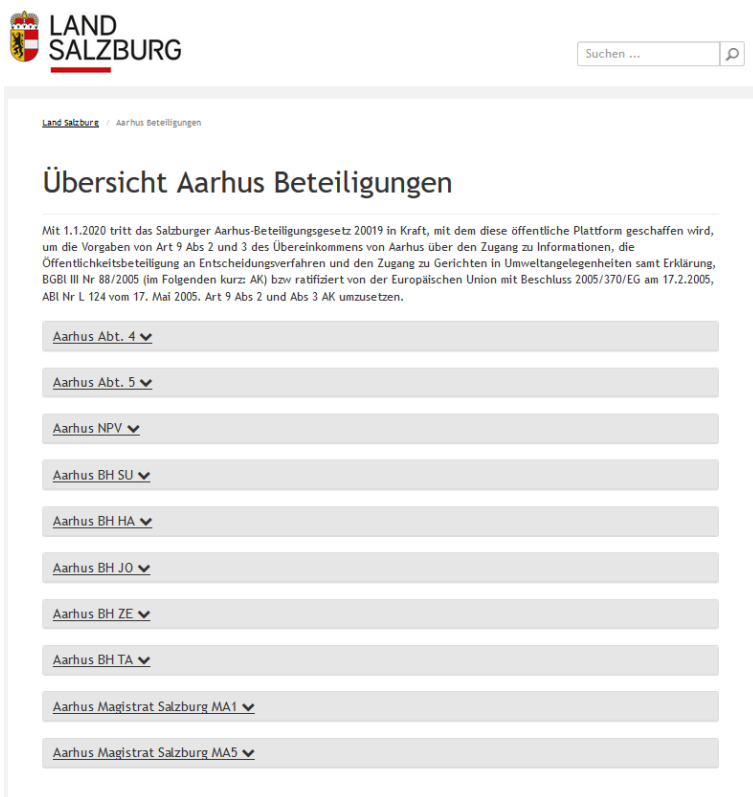 LAND
SALZBURG
Suchen ...
Land Salzburg / Aarhus Beteiligungen
Übersicht Aarhus Beteiligungen
Mit 1.1.2020 tritt das Salzburger Aarhus-Beteiligungsgesetz 20019 in Kraft, mit dem diese öffentliche Plattform geschaffen wird,
um die Vorgaben von Art 9 Abs 2 und 3 des Übereinkommens von Aarhus über den Zugang zu Informationen, die
Öffentlichkeitsbeteiligung an Entscheidungsverfahren und den Zugang zu Gerichten in Umweltangelegenheiten samt Erklärung,
BGBl III Nr 88/2005 (im Folgenden kurz: AK) bzw ratifiziert von der Europäischen Union mit Beschluss 2005/370/EG am 17.2.2005,
ABl Nr L 124 vom 17. Mai 2005. Art 9 Abs 2 und Abs 3 AK umzusetzen.
Aarhus Abt. 4
Aarhus Abt. 5
Aarhus NPV
Aarhus BH SU
Aarhus BH HA
Aarhus BH JO
Aarhus BH ZE
Aarhus BH TA
Aarhus Magistrat Salzburg MA1
Aarhus Magistrat Salzburg MA5